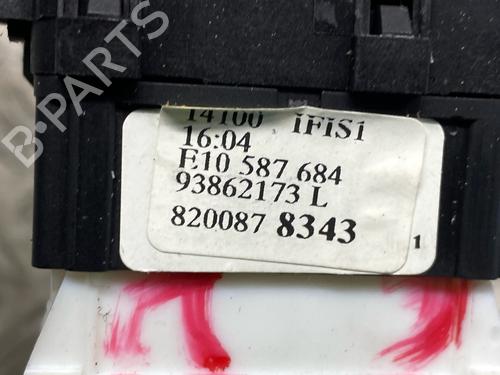 14100 iFiS1
16:04
E10 587 684
93862173 L
820087 8343
1
B-PARTS